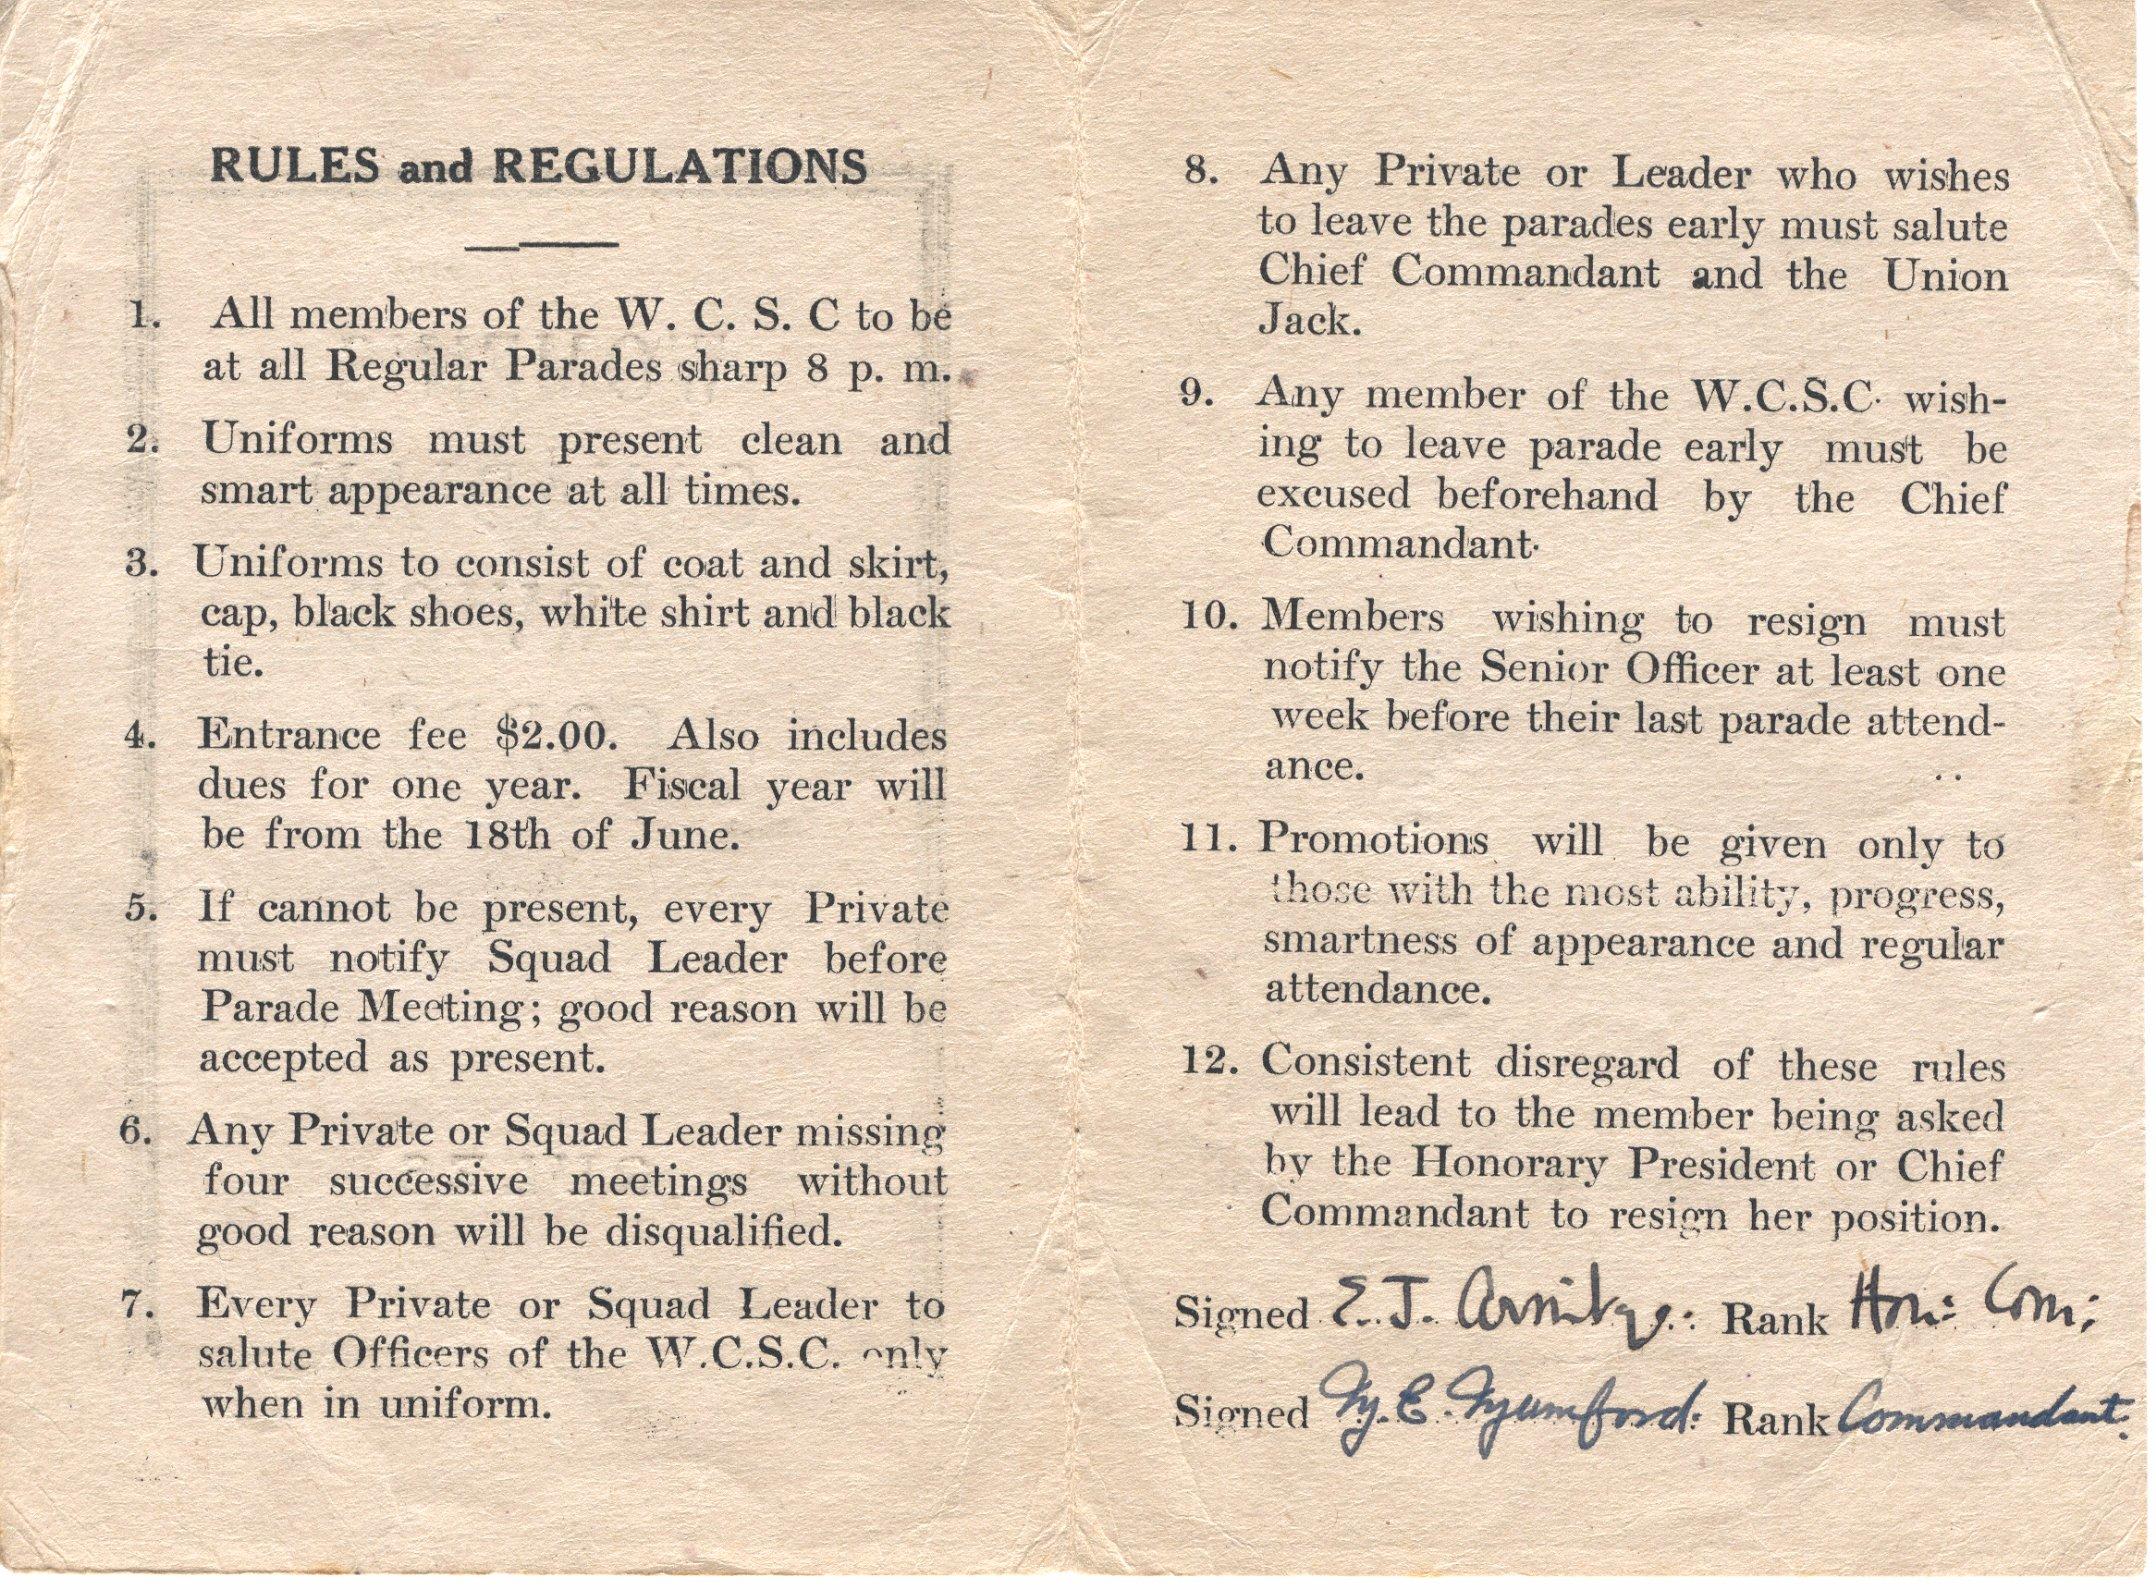 RULES and REGULATIONS
1. All members of the W. C. S. C to be
at all Regular Parades sharp 8 p. m.
2. Uniforms must present clean and
smart appearance at all times.
3. Uniforms to consist of coat and skirt,
cap, black shoes, white shirt and black
tie.
4. Entrance fee $2.00. Also includes
dues for one year. Fiscal year will
be from the 18th of June.
5. If cannot be present, every Private
must notify Squad Leader before
Parade Meeting; good reason will be
accepted as present.
6. Any Private or Squad Leader missing
four successive meetings without
good reason will be disqualified.
7. Every Private or Squad Leader to
salute Officers of the W.C.S.C. only
when in uniform.
8. Any Private or Leader who wishes
to leave the parades early must salute
Chief Commandant and the Union
Jack.
9. Any member of the W.C.S.C. wish-
ing to leave parade early must be
excused beforehand by the Chief
Commandant.
10. Members wishing to resign must
notify the Senior Officer at least one
week before their last parade attend-
ance.
11. Promotions will be given only to
those with the most ability, progress,
smartness of appearance and regular
attendance.
12. Consistent disregard of these rules
will lead to the member being asked
by the Honorary President or Chief
Commandant to resign her position.
Signed E. J. Rank Hon: Com;
Signed E. Mumford: Rank Commandant.